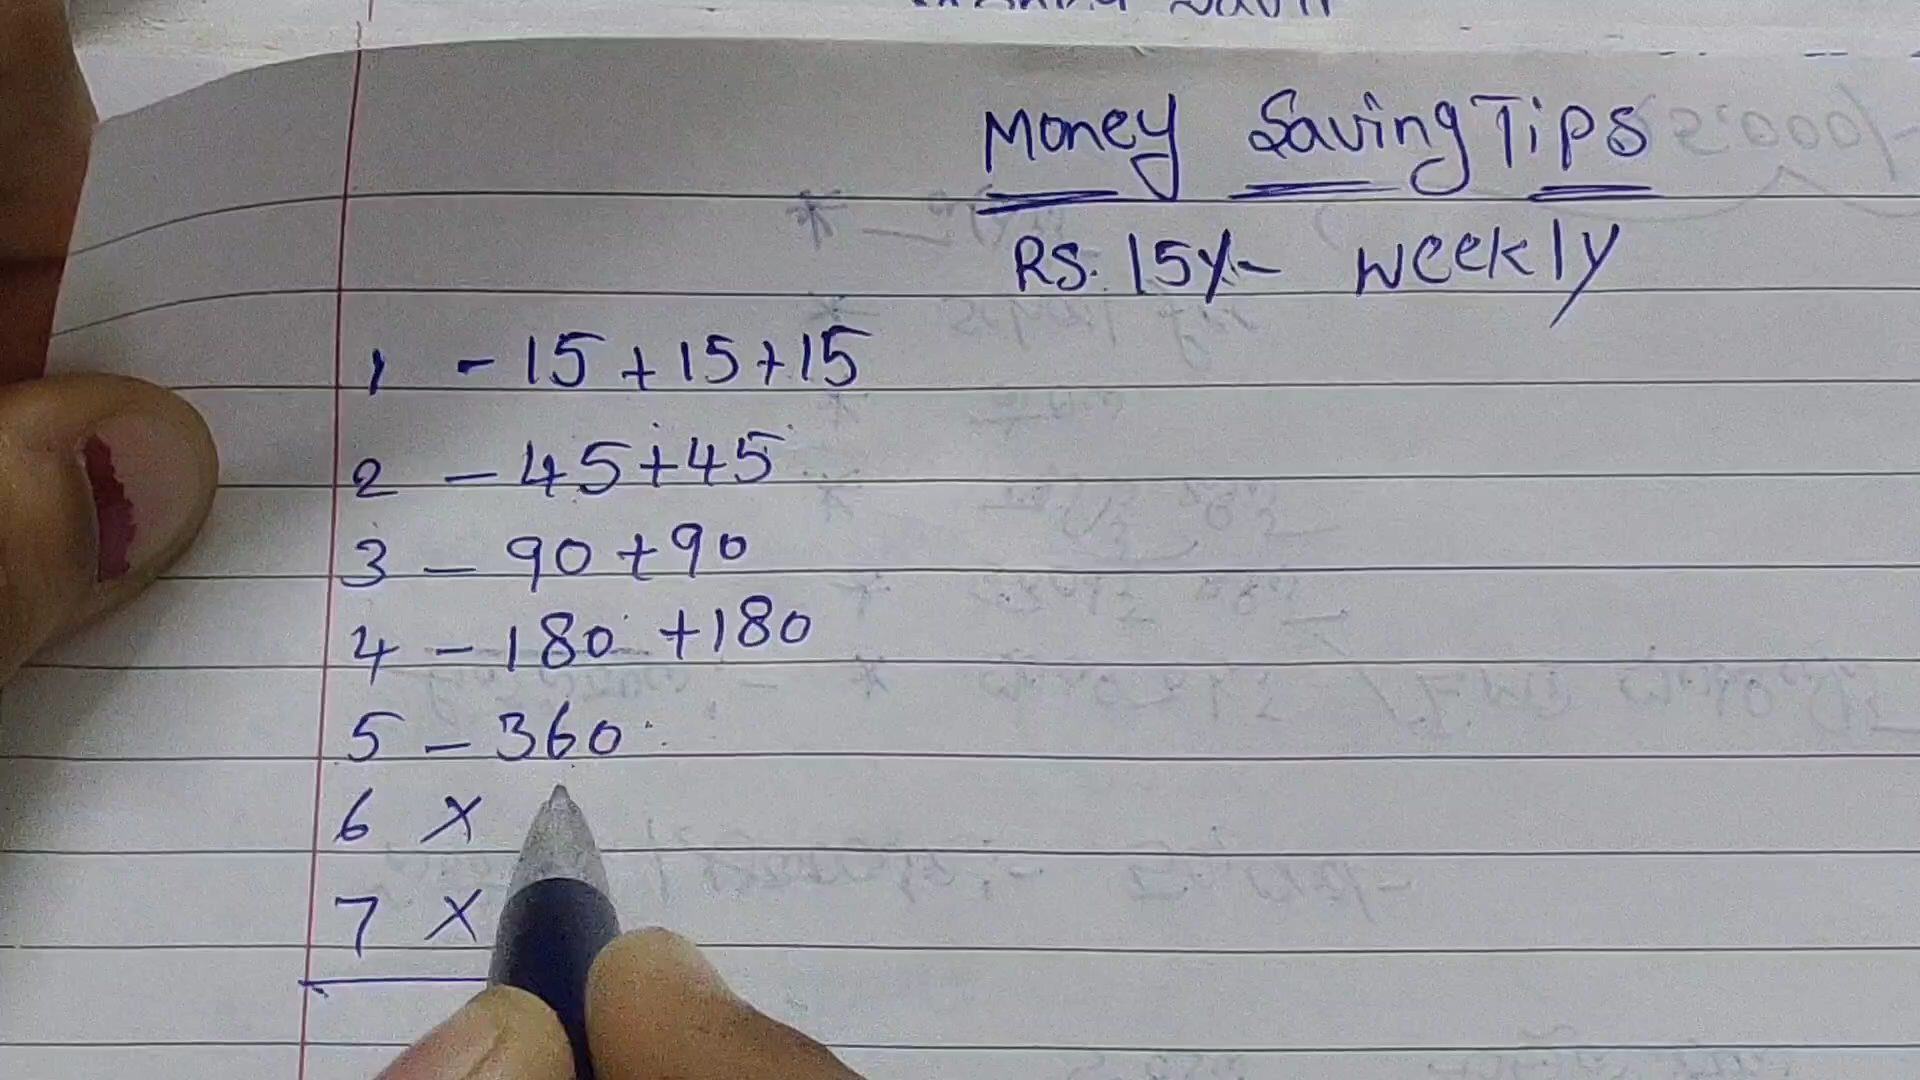 Money Saving Tips
RS. 15/- weekly
1 - 15+15+15
2 - 45+45
3 - 90+90
4 - 180+180
5 - 360
6 X
7 X